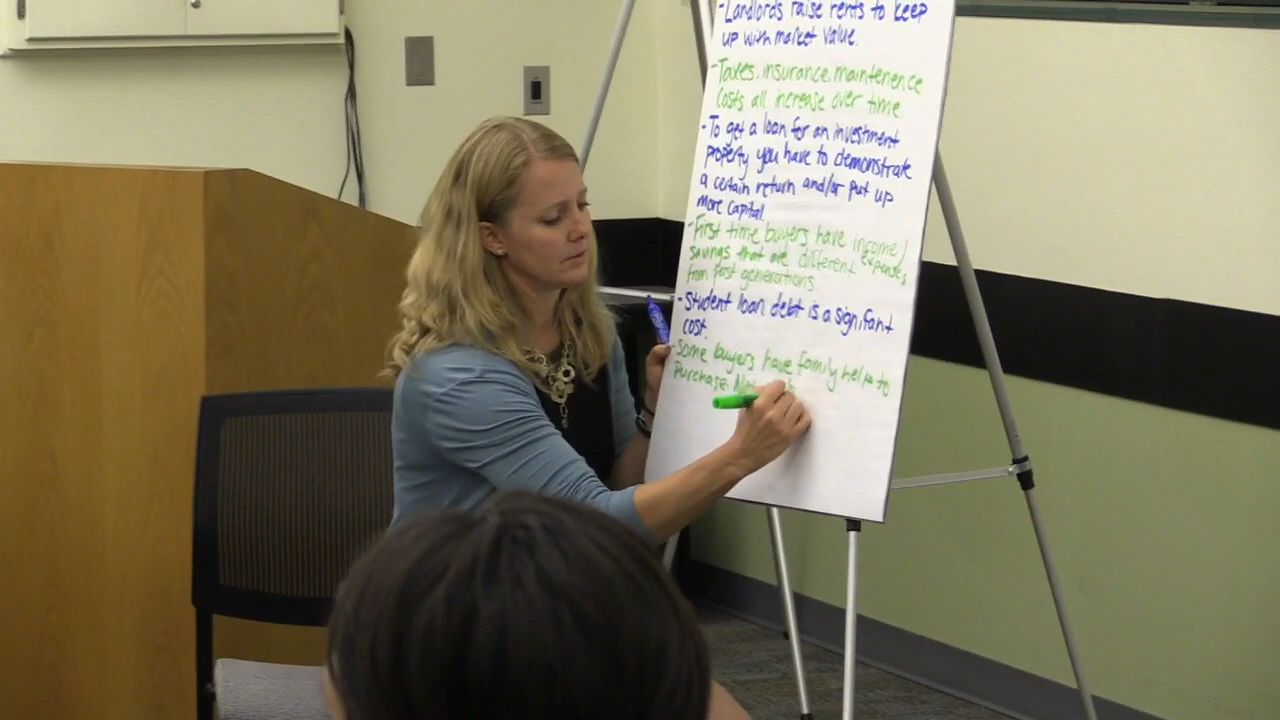 -Landlords raise rents to keep
up with market value.
-Taxes, insurance, maintenence
costs all increase over time
-To get a loan for an investment
property you have to demonstrate
a certain return and/or put up
more capital.
-First time buyers have income/
savings that are different expenses,
from past generations
-Student loan debt is a significant
cost.
-Some buyers have family help to
purchase